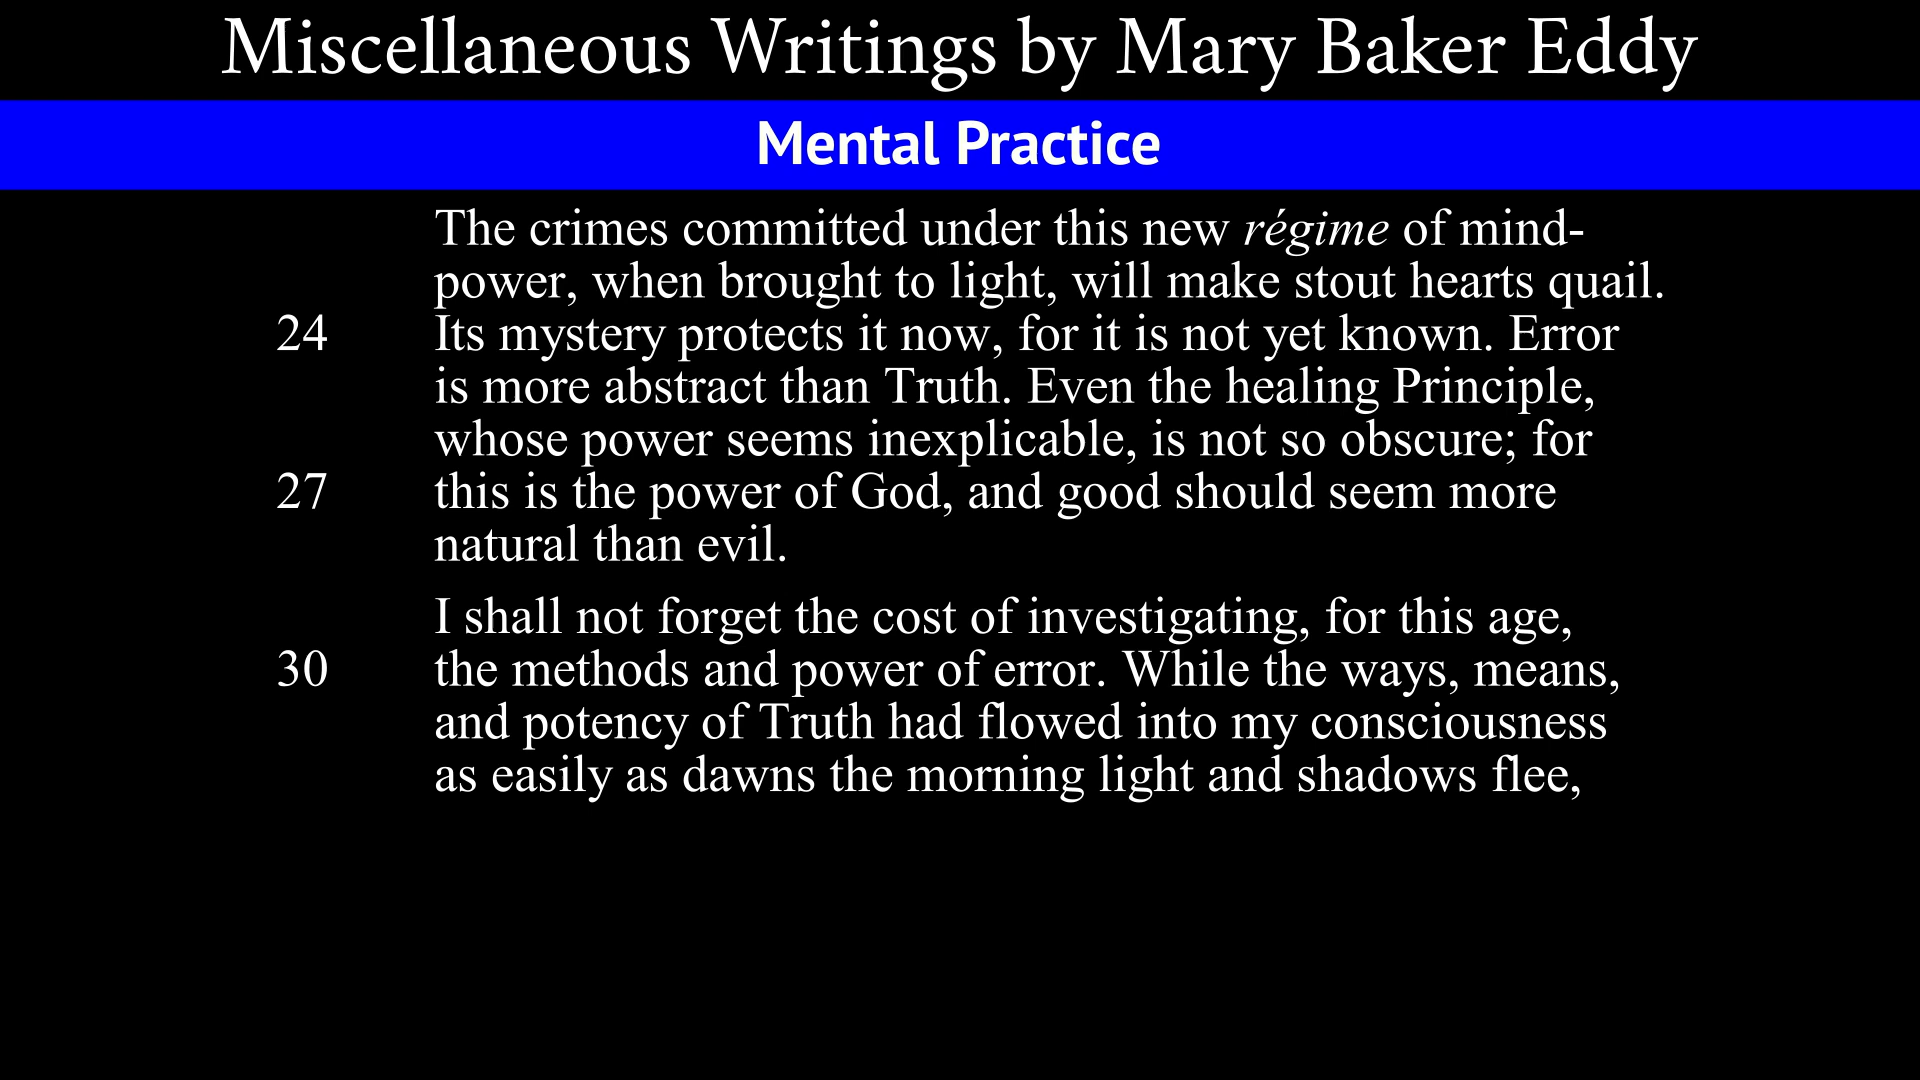 Miscellaneous Writings by Mary Baker Eddy
Mental Practice
The crimes committed under this new régime of mind-
power, when brought to light, will make stout hearts quail.
24 Its mystery protects it now, for it is not yet known. Error
is more abstract than Truth. Even the healing Principle,
whose power seems inexplicable, is not so obscure; for
27 this is the power of God, and good should seem more
natural than evil.
I shall not forget the cost of investigating, for this age,
30 the methods and power of error. While the ways, means,
and potency of Truth had flowed into my consciousness
as easily as dawns the morning light and shadows flee,